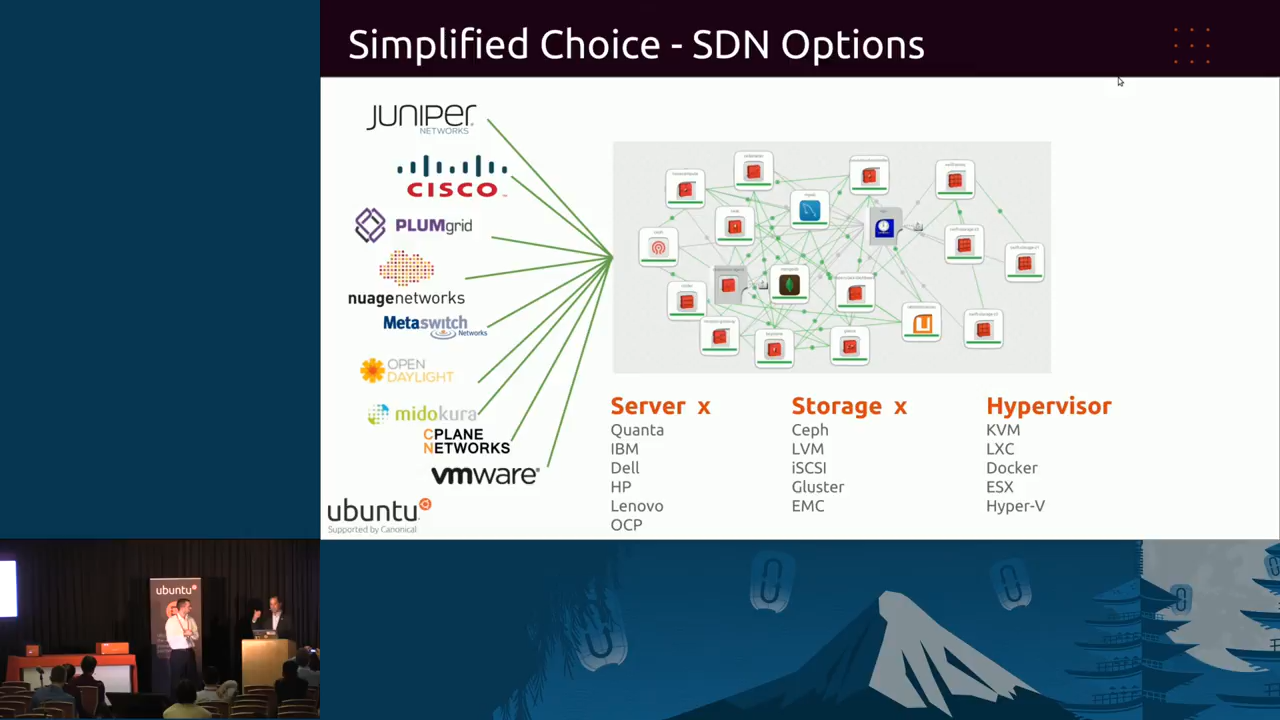 Simplified Choice - SDN Options
JUNIPER
NETWORKS
CISCO
PLUMgrid
nuagenetworks
Metaswitch
Networks
OPEN
DAYLIGHT
midokura
CPLANE
NETWORKS
vmware
ubuntu
Supported by Canonical
Server x
Quanta
IBM
Dell
HP
Lenovo
OCP
Storage x
Ceph
LVM
iSCSI
Gluster
EMC
Hypervisor
KVM
LXC
Docker
ESX
Hyper-V
ubuntu